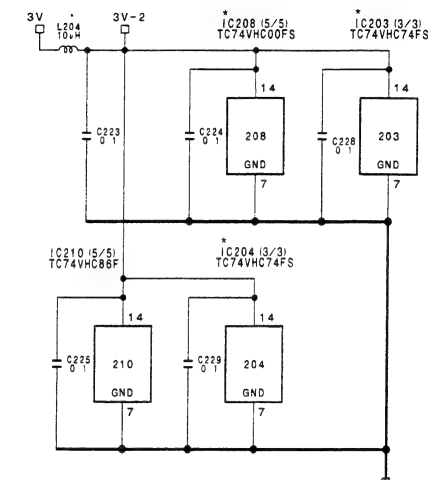 3V
3V-2
*
L204
10μH
*
IC208 (5/5)
TC74VHC00FS
*
IC203 (3/3)
TC74VHC74FS
14
14
C223
0 1
C224
0 1
208
C228
0 1
203
GND
GND
7
7
IC210 (5/5)
TC74VHC86F
*
IC204 (3/3)
TC74VHC74FS
14
14
C225
0 1
210
C229
0 1
204
GND
GND
7
7